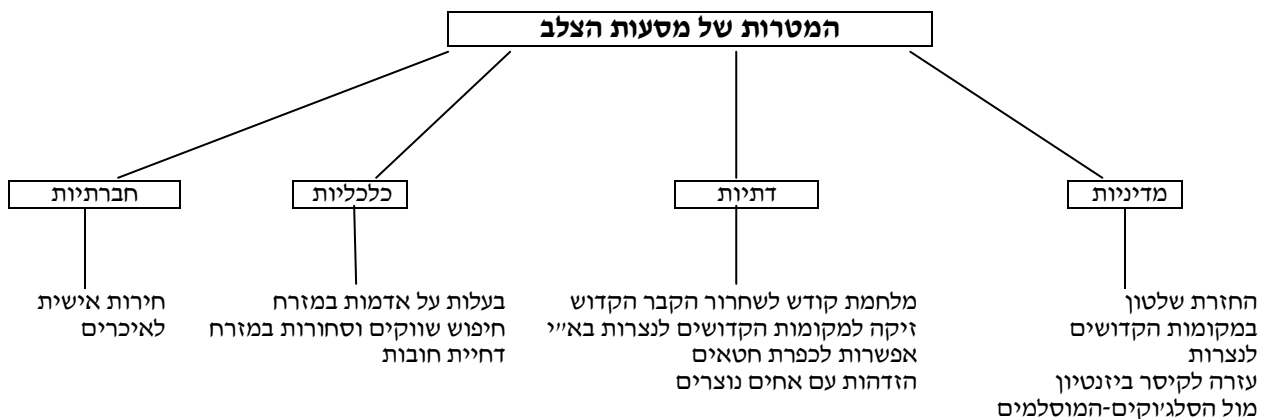 המטרות של מסעות הצלב
מדיניות
החזרת שלטון
במקומות הקדושים
לנצרות
עזרה לקיסר ביזנטיון
מול הסלג׳וקים-המוסלמים
דתיות
מלחמת קודש לשחרור הקבר הקדוש
זיקה למקומות הקדושים לנצרות בא״י
אפשרות לכפרת חטאים
הזדהות עם אחים נוצרים
כלכליות
בעלות על אדמות במזרח
חיפוש שווקים וסחורות במזרח
דחיית חובות
חברתיות
חירות אישית
לאיכרים